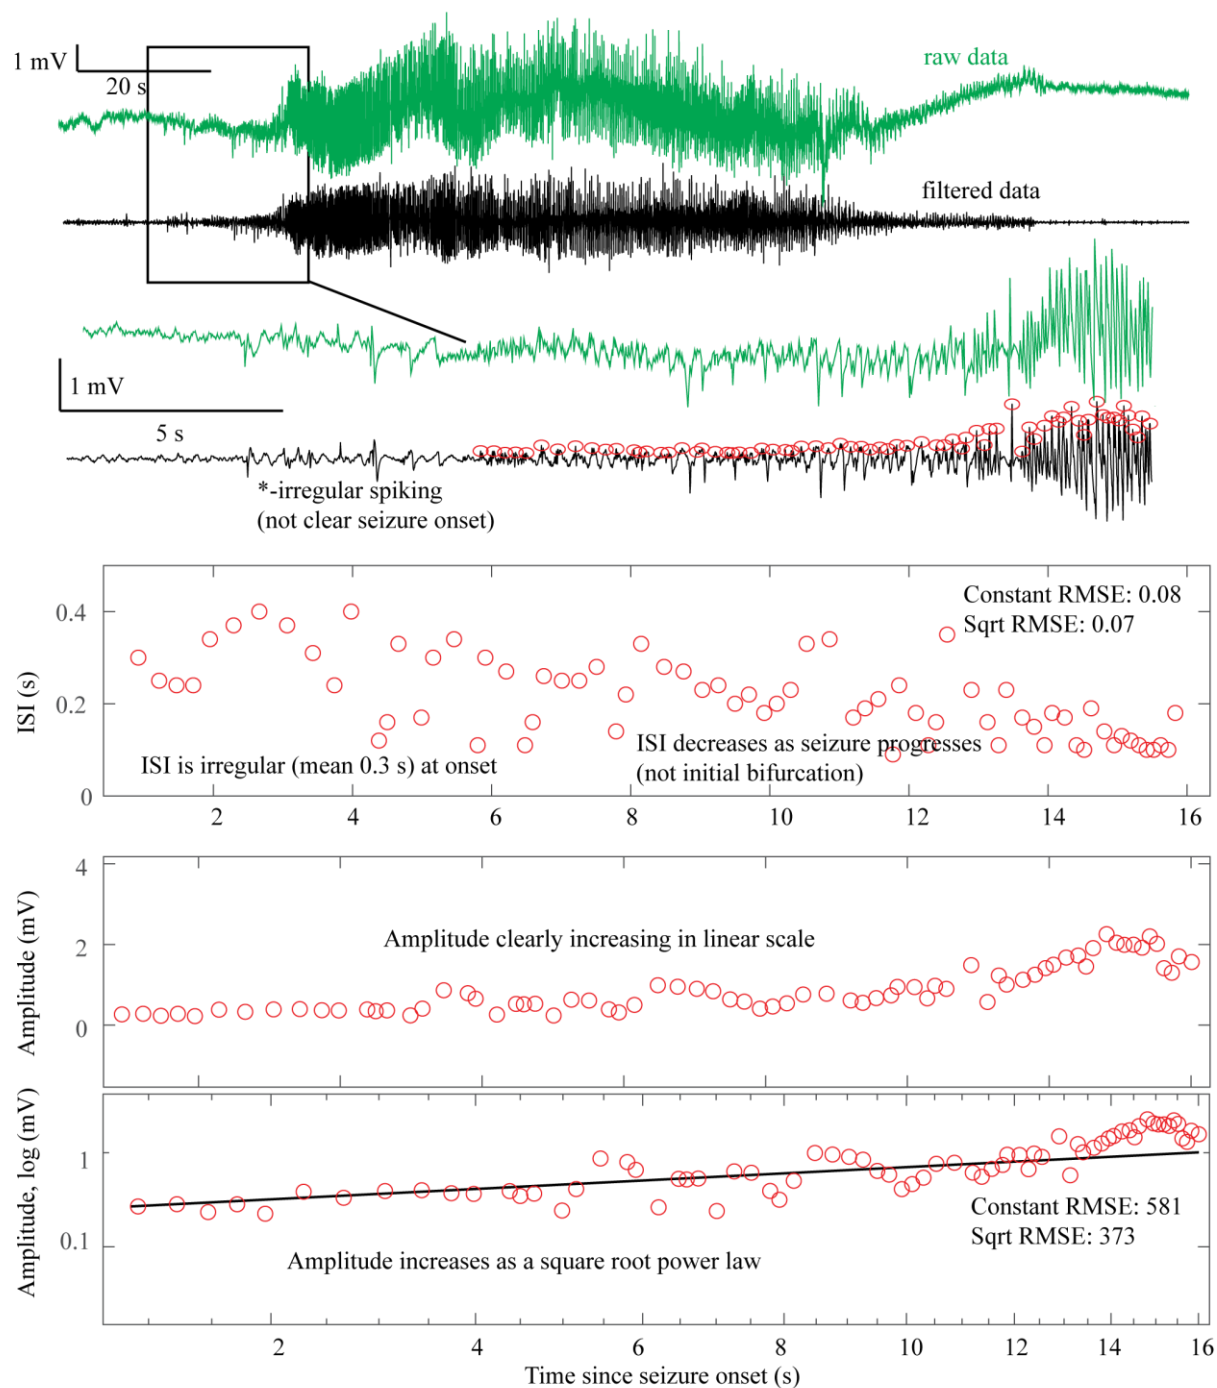 1 mV
20 s
raw data
filtered data
1 mV
5 s
*-irregular spiking
(not clear seizure onset)
Constant RMSE: 0.08
Sqrt RMSE: 0.07
0.4
0.2
0
ISI (s)
ISI is irregular (mean 0.3 s) at onset
ISI decreases as seizure progresses
(not initial bifurcation)
2 4 6 8 10 12 14 16
4
2
0
Amplitude (mV)
Amplitude clearly increasing in linear scale
1
0.1
Amplitude, log (mV)
Constant RMSE: 581
Sqrt RMSE: 373
Amplitude increases as a square root power law
2 4 6 8 10 12 14 16
Time since seizure onset (s)